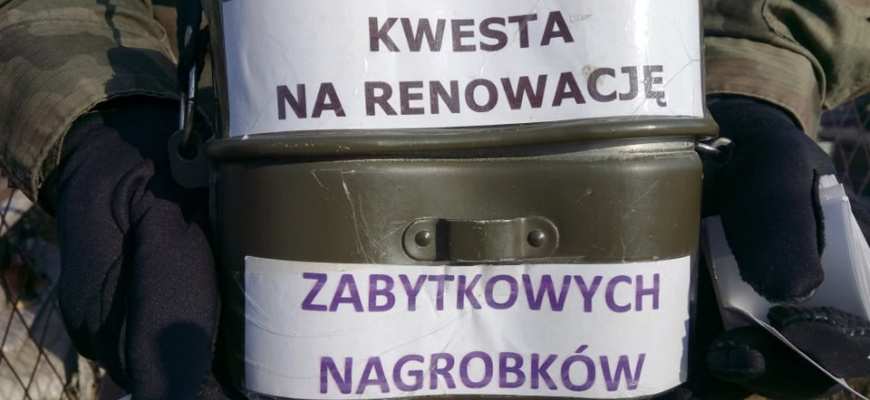 KWESTA
NA RENOWACJĘ
ZABYTKOWYCH
NAGROBKÓW